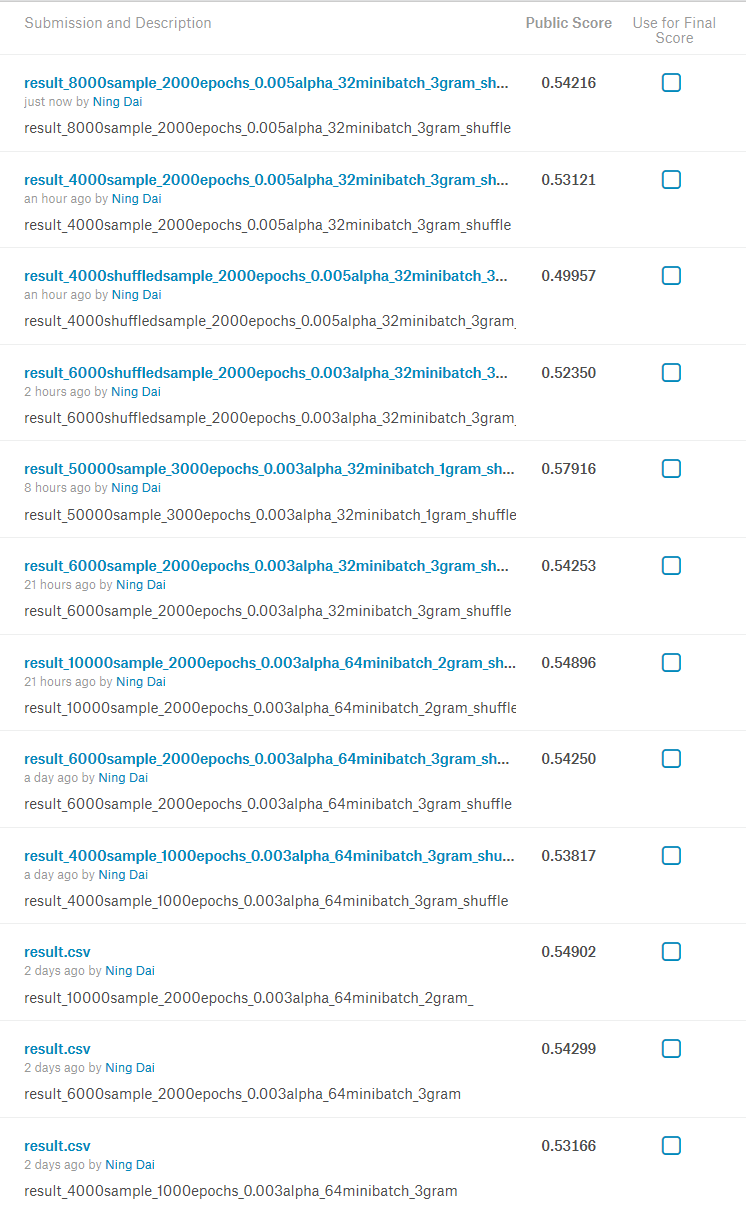 Submission and Description Public Score Use for Final
Score
result_8000sample_2000epochs_0.005alpha_32minibatch_3gram_sh... 0.54216
just now by Ning Dai
result_8000sample_2000epochs_0.005alpha_32minibatch_3gram_shuffle
result_4000sample_2000epochs_0.005alpha_32minibatch_3gram_sh... 0.53121
an hour ago by Ning Dai
result_4000sample_2000epochs_0.005alpha_32minibatch_3gram_shuffle
result_4000shuffledsample_2000epochs_0.005alpha_32minibatch_3... 0.49957
an hour ago by Ning Dai
result_4000shuffledsample_2000epochs_0.005alpha_32minibatch_3gram_
result_6000shuffledsample_2000epochs_0.003alpha_32minibatch_3... 0.52350
2 hours ago by Ning Dai
result_6000shuffledsample_2000epochs_0.003alpha_32minibatch_3gram_
result_50000sample_3000epochs_0.003alpha_32minibatch_1gram_sh... 0.57916
8 hours ago by Ning Dai
result_50000sample_3000epochs_0.003alpha_32minibatch_1gram_shuffle
result_6000sample_2000epochs_0.003alpha_32minibatch_3gram_sh... 0.54253
21 hours ago by Ning Dai
result_6000sample_2000epochs_0.003alpha_32minibatch_3gram_shuffle
result_10000sample_2000epochs_0.003alpha_64minibatch_2gram_sh... 0.54896
21 hours ago by Ning Dai
result_10000sample_2000epochs_0.003alpha_64minibatch_2gram_shuffle
result_6000sample_2000epochs_0.003alpha_64minibatch_3gram_sh... 0.54250
a day ago by Ning Dai
result_6000sample_2000epochs_0.003alpha_64minibatch_3gram_shuffle
result_4000sample_1000epochs_0.003alpha_64minibatch_3gram_shu... 0.53817
a day ago by Ning Dai
result_4000sample_1000epochs_0.003alpha_64minibatch_3gram_shuffle
result.csv 0.54902
2 days ago by Ning Dai
result_10000sample_2000epochs_0.003alpha_64minibatch_2gram_
result.csv 0.54299
2 days ago by Ning Dai
result_6000sample_2000epochs_0.003alpha_64minibatch_3gram
result.csv 0.53166
2 days ago by Ning Dai
result_4000sample_1000epochs_0.003alpha_64minibatch_3gram